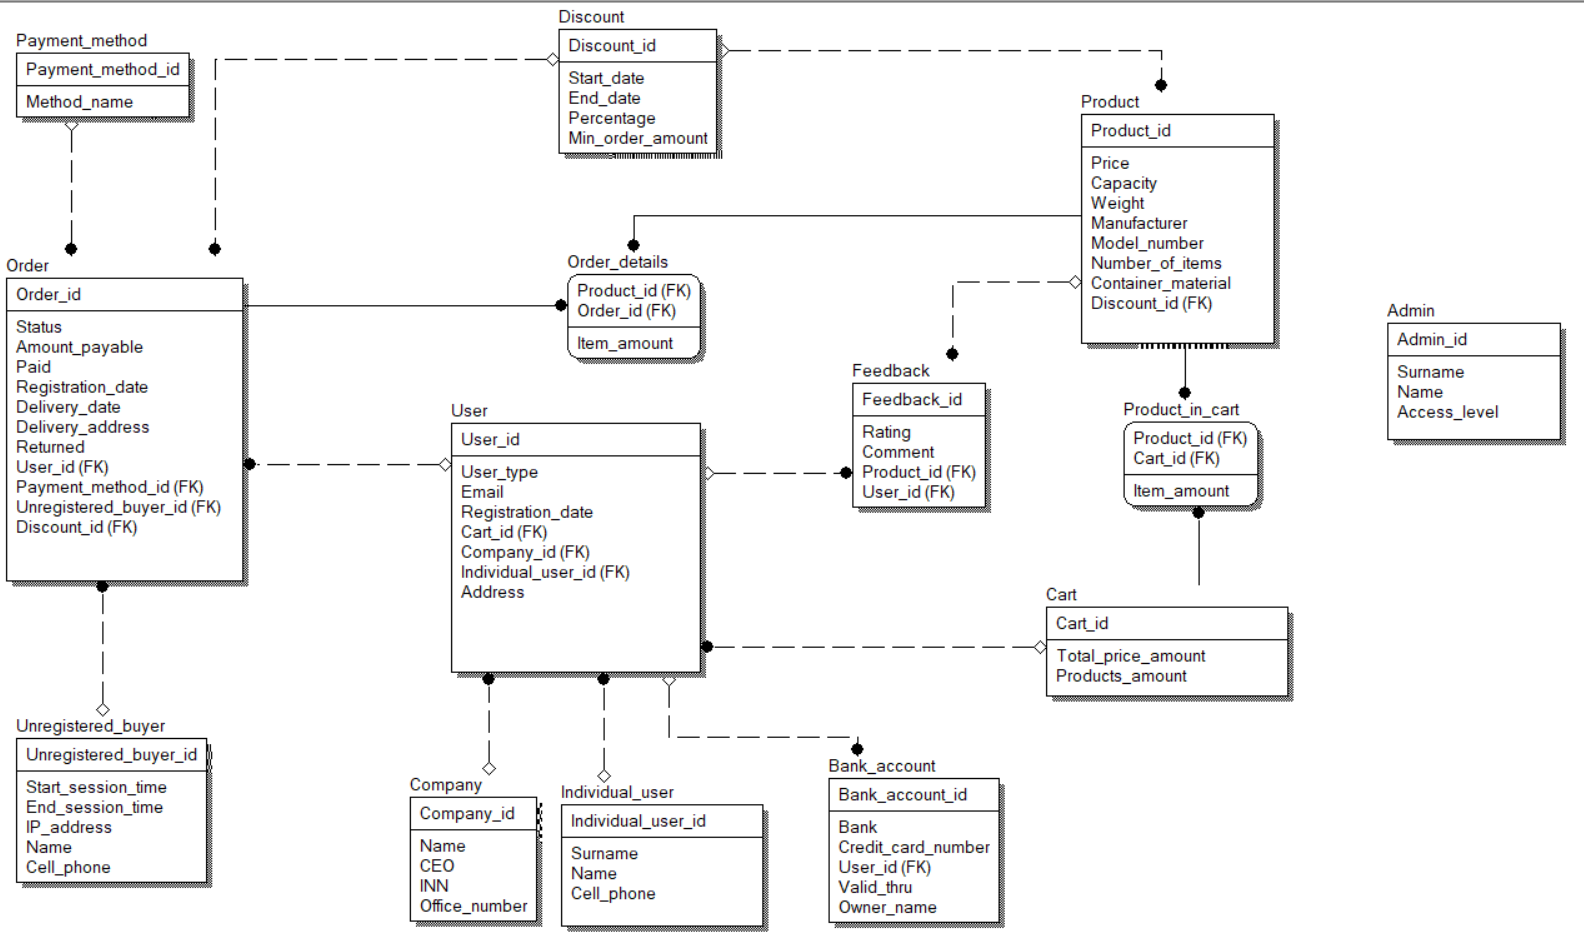 Payment_method
Payment_method_id
Method_name
Discount
Discount_id
Start_date
End_date
Percentage
Min_order_amount
Product
Product_id
Price
Capacity
Weight
Manufacturer
Model_number
Number_of_items
Container_material
Discount_id (FK)
Order
Order_id
Status
Amount_payable
Paid
Registration_date
Delivery_date
Delivery_address
Returned
User_id (FK)
Payment_method_id (FK)
Unregistered_buyer_id (FK)
Discount_id (FK)
Order_details
Product_id (FK)
Order_id (FK)
Item_amount
Admin
Admin_id
Surname
Name
Access_level
Feedback
Feedback_id
Rating
Comment
Product_id (FK)
User_id (FK)
Product_in_cart
Product_id (FK)
Cart_id (FK)
Item_amount
User
User_id
User_type
Email
Registration_date
Cart_id (FK)
Company_id (FK)
Individual_user_id (FK)
Address
Cart
Cart_id
Total_price_amount
Products_amount
Unregistered_buyer
Unregistered_buyer_id
Start_session_time
End_session_time
IP_address
Name
Cell_phone
Company
Company_id
Name
CEO
INN
Office_number
Individual_user
Individual_user_id
Surname
Name
Cell_phone
Bank_account
Bank_account_id
Bank
Credit_card_number
User_id (FK)
Valid_thru
Owner_name